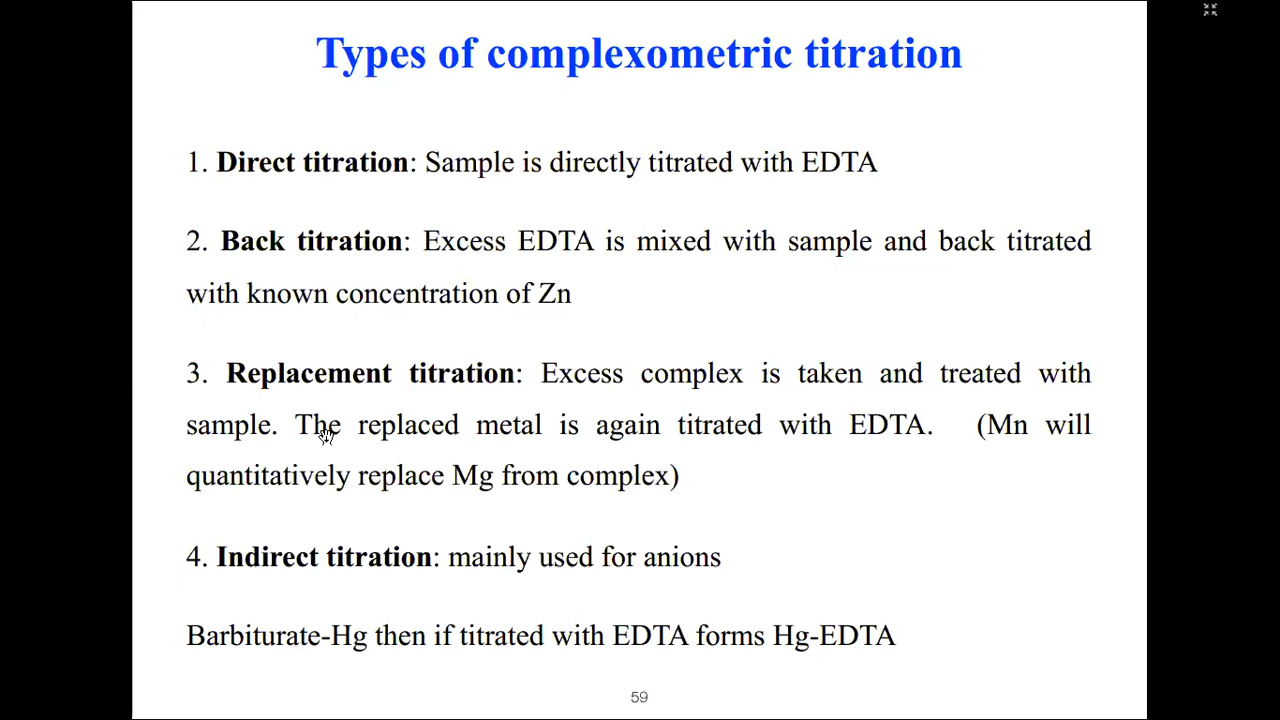 Types of complexometric titration
1. Direct titration: Sample is directly titrated with EDTA
2. Back titration: Excess EDTA is mixed with sample and back titrated
with known concentration of Zn
3. Replacement titration: Excess complex is taken and treated with
sample. The replaced metal is again titrated with EDTA. (Mn will
quantitatively replace Mg from complex)
4. Indirect titration: mainly used for anions
Barbiturate-Hg then if titrated with EDTA forms Hg-EDTA
59